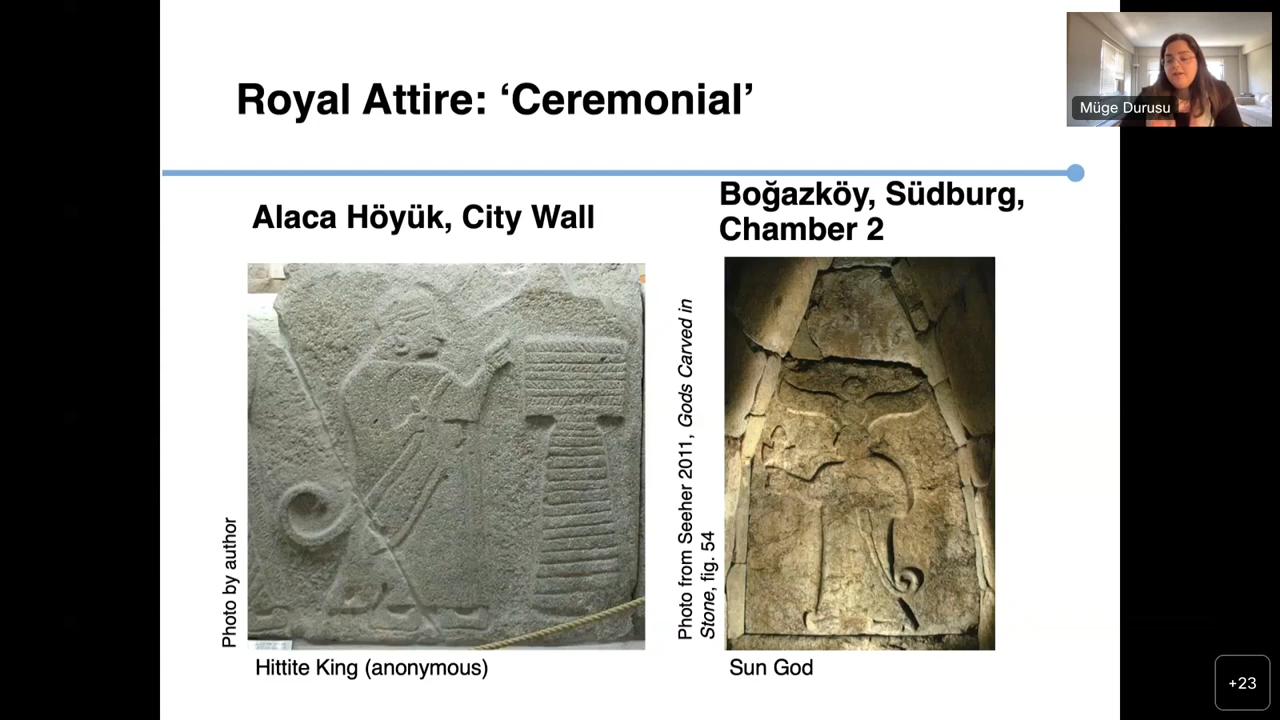 Royal Attire: ‘Ceremonial’
Müge Durusu
Alaca Höyük, City Wall
Boğazköy, Südburg,
Chamber 2
Photo by author
Photo from Seeher 2011, Gods Carved in
Stone, fig. 54
Hittite King (anonymous)
Sun God
+23